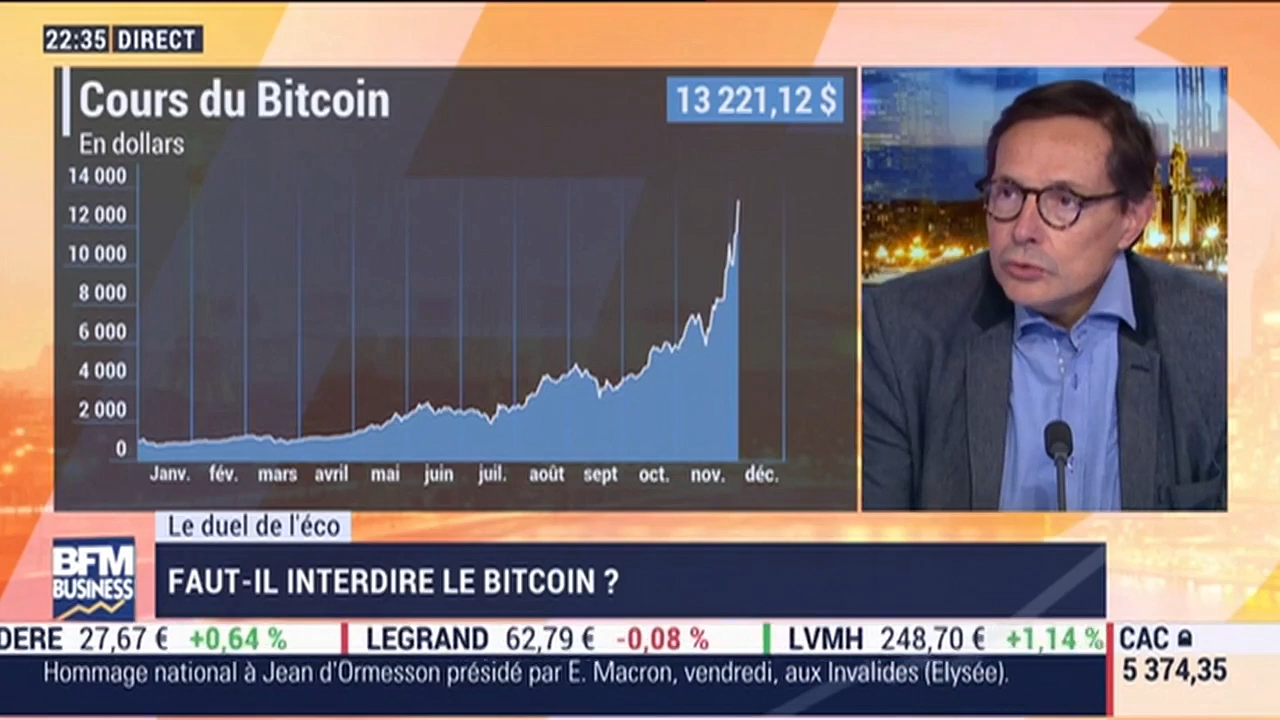 22:35 DIRECT
Cours du Bitcoin
13 221,12 $
En dollars
14 000
12 000
10 000
8 000
6 000
4 000
2 000
0
Janv. fév. mars avril mai juin juil. août sept oct. nov. déc.
Le duel de l'éco
BFM
BUSINESS
FAUT-IL INTERDIRE LE BITCOIN ?
DERE 27,67 € +0,64 % LEGRAND 62,79 € -0,08 % LVMH 248,70 € +1,14 % CAC
5 374,35
Hommage national à Jean d'Ormesson présidé par E. Macron, vendredi, aux Invalides (Elysée).